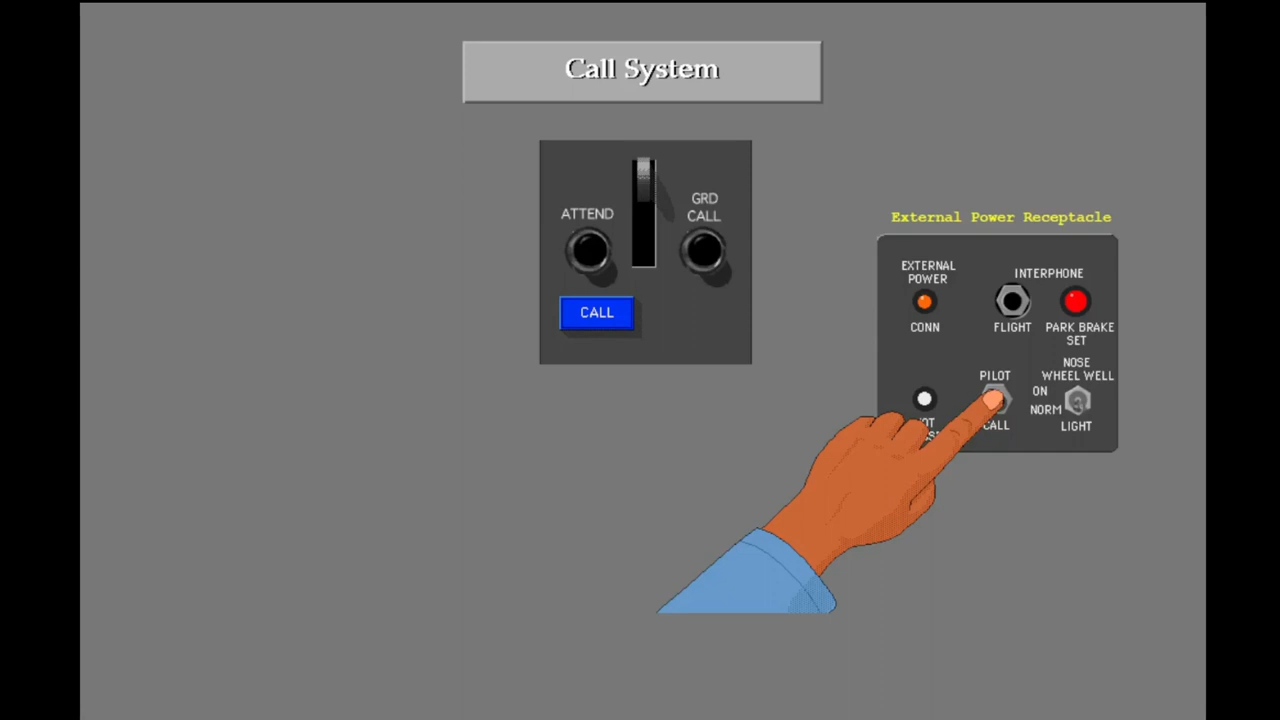 Call System
ATTEND
GRD
CALL
CALL
External Power Receptacle
EXTERNAL
POWER
CONN
INTERPHONE
FLIGHT
PARK BRAKE
SET
PILOT
CALL
NOSE
WHEEL WELL
ON
NORM
LIGHT